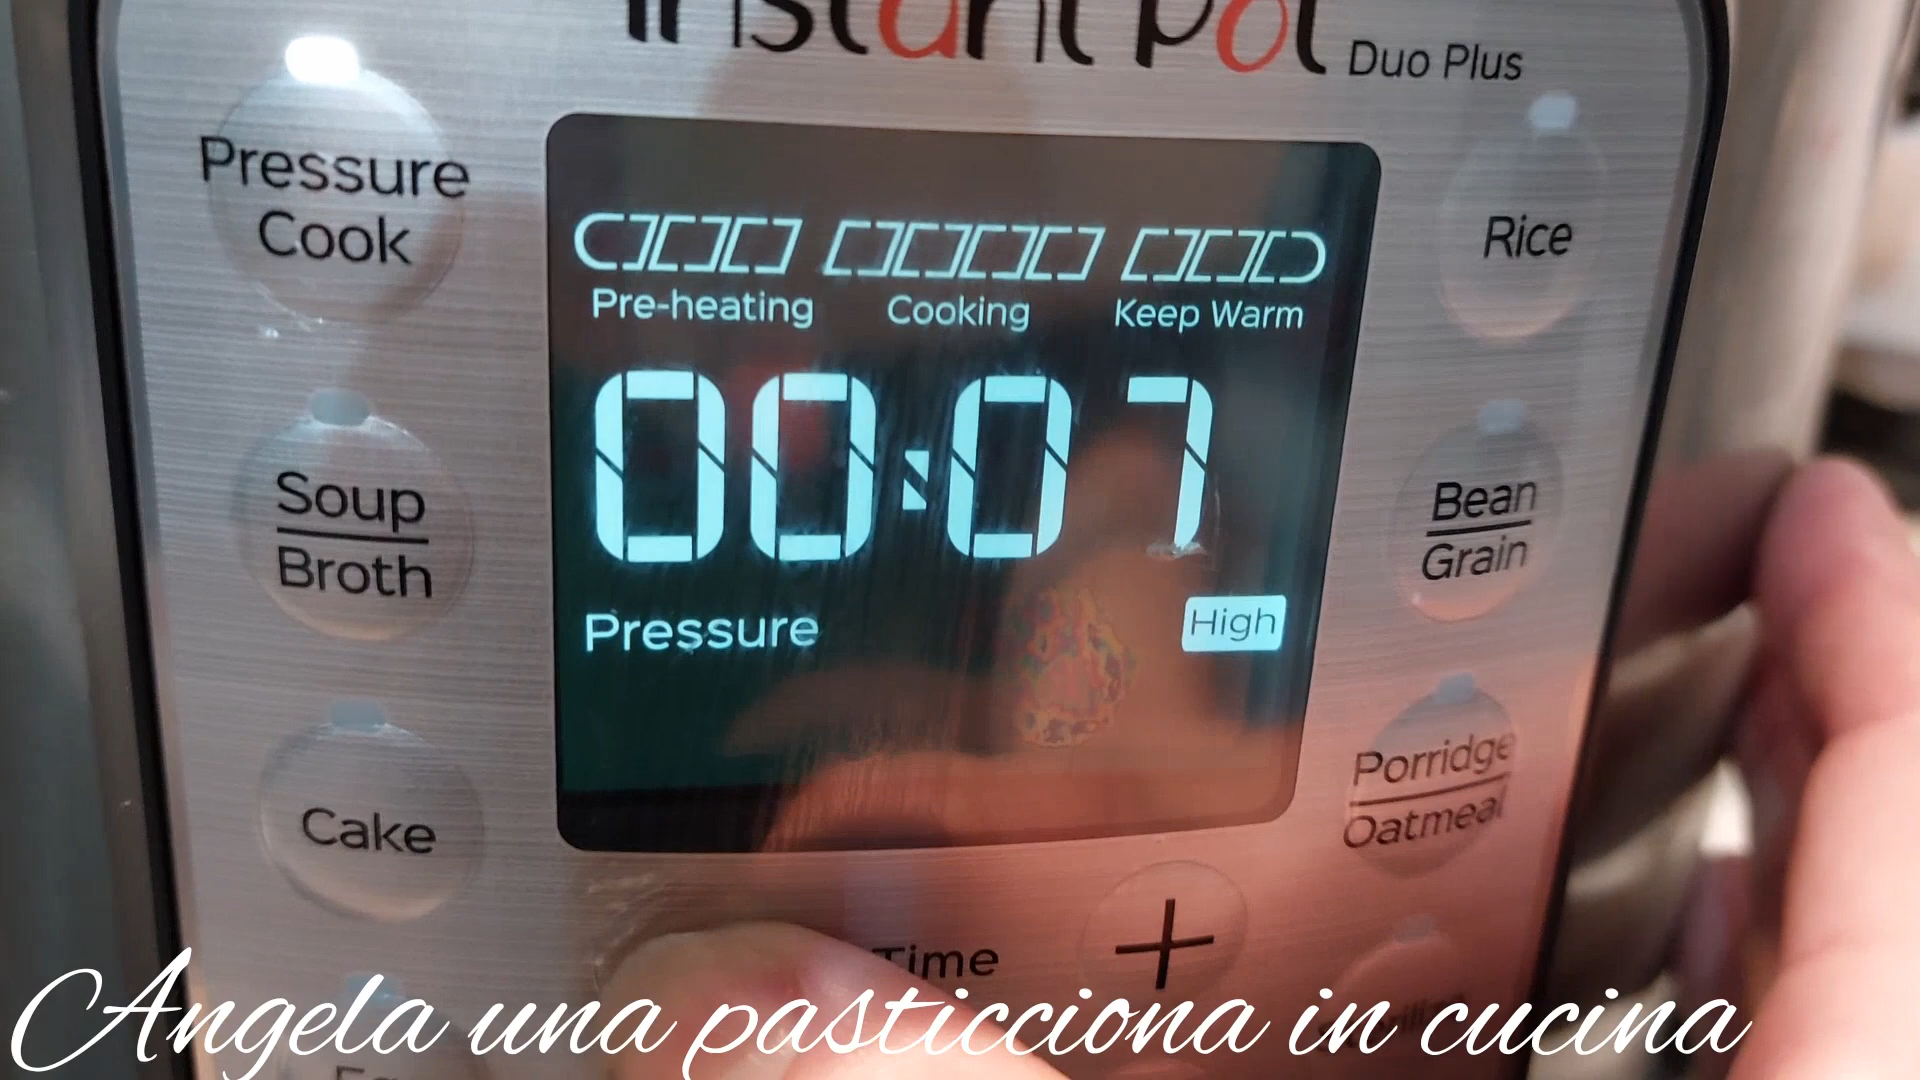 Instant Pot Duo Plus
Pressure
Cook
Rice
Pre-heating Cooking Keep Warm
00:07
Soup
Broth
Bean
Grain
Pressure High
Cake
Porridge
Oatmeal
Time +
Angela una pasticciona in cucina